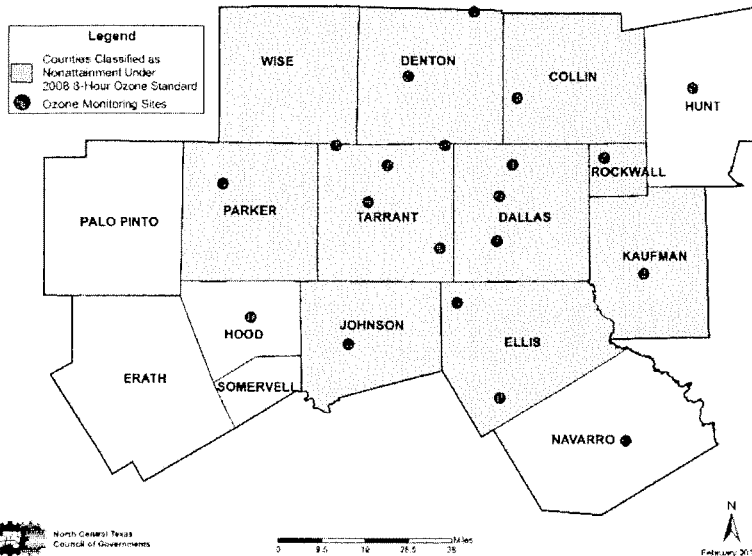 Legend
Counties Classified as
Nonattainment Under
2008 8-Hour Ozone Standard
Ozone Monitoring Sites
WISE
DENTON
COLLIN
HUNT
ROCKWALL
PALO PINTO
PARKER
TARRANT
DALLAS
KAUFMAN
HOOD
JOHNSON
ELLIS
ERATH
SOMERVELL
NAVARRO
North Central Texas
Council of Governments
Miles
0 9.5 19 28.5 38
N
February